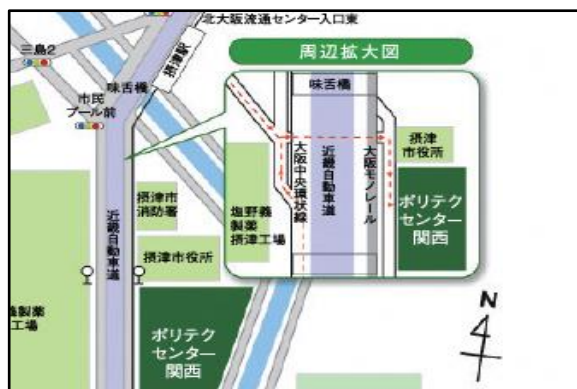 北大阪流通センター入口東
三島2
摂津駅
味舌橋
市民
プール前
周辺拡大図
味舌橋
大阪中央環状線
近畿自動車道
大阪モノレール
摂津
市役所
塩野義
製薬
摂津工場
ポリテク
センター
関西
近畿自動車道
摂津市
消防署
摂津市役所
義製薬
工場
ポリテク
センター
関西
N